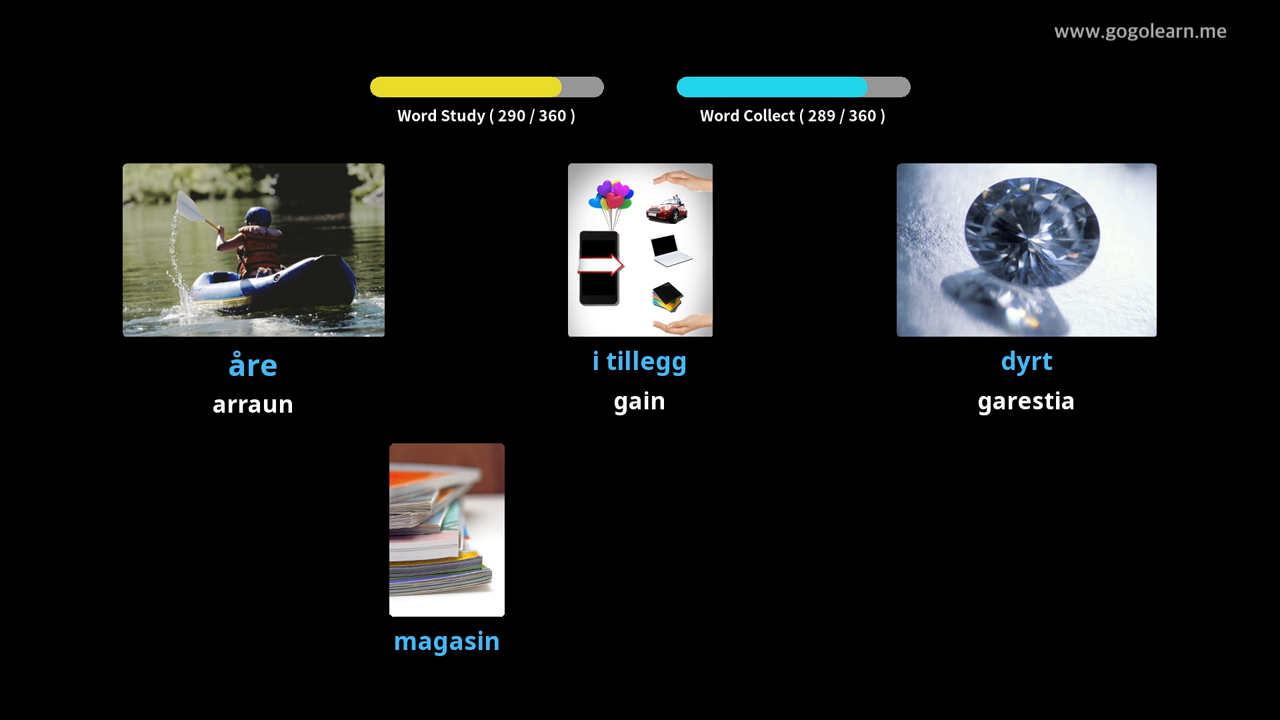 www.gogolearn.me
Word Study ( 290 / 360 )
Word Collect ( 289 / 360 )
åre
i tillegg
dyrt
arraun
gain
garestia
magasin